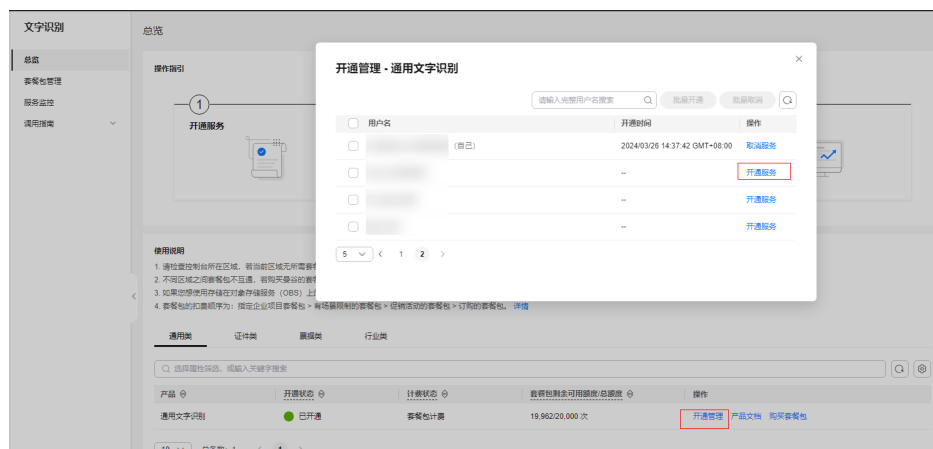 文字识别
总览
总览
套餐包管理
服务监控
调用指南
操作指引
1
开通服务
开通管理 - 通用文字识别
请输入完整用户名搜索
批量开通
批量取消
用户名
开通时间
操作
(自己)
2024/03/26 14:37:42 GMT+08:00
取消服务
--
开通服务
--
开通服务
--
开通服务
5
1
2
使用说明
1. 请检查控制台所在区域，若当前区域无所需套餐
2. 不同区域之间套餐包不互通，若购买曼谷的套餐
3. 如果您想使用存储在对象存储服务（OBS）上
4. 套餐包的扣费顺序为：指定企业项目套餐包 > 有场景限制的套餐包 > 促销活动的套餐包 > 订购的套餐包。 详情
通用类
证件类
票据类
行业类
选择属性筛选，或输入关键字搜索
产品
开通状态
计费状态
套餐包剩余可用额度/总额度
操作
通用文字识别
已开通
套餐包计费
19,962/20,000 次
开通管理
产品文档
购买套餐包